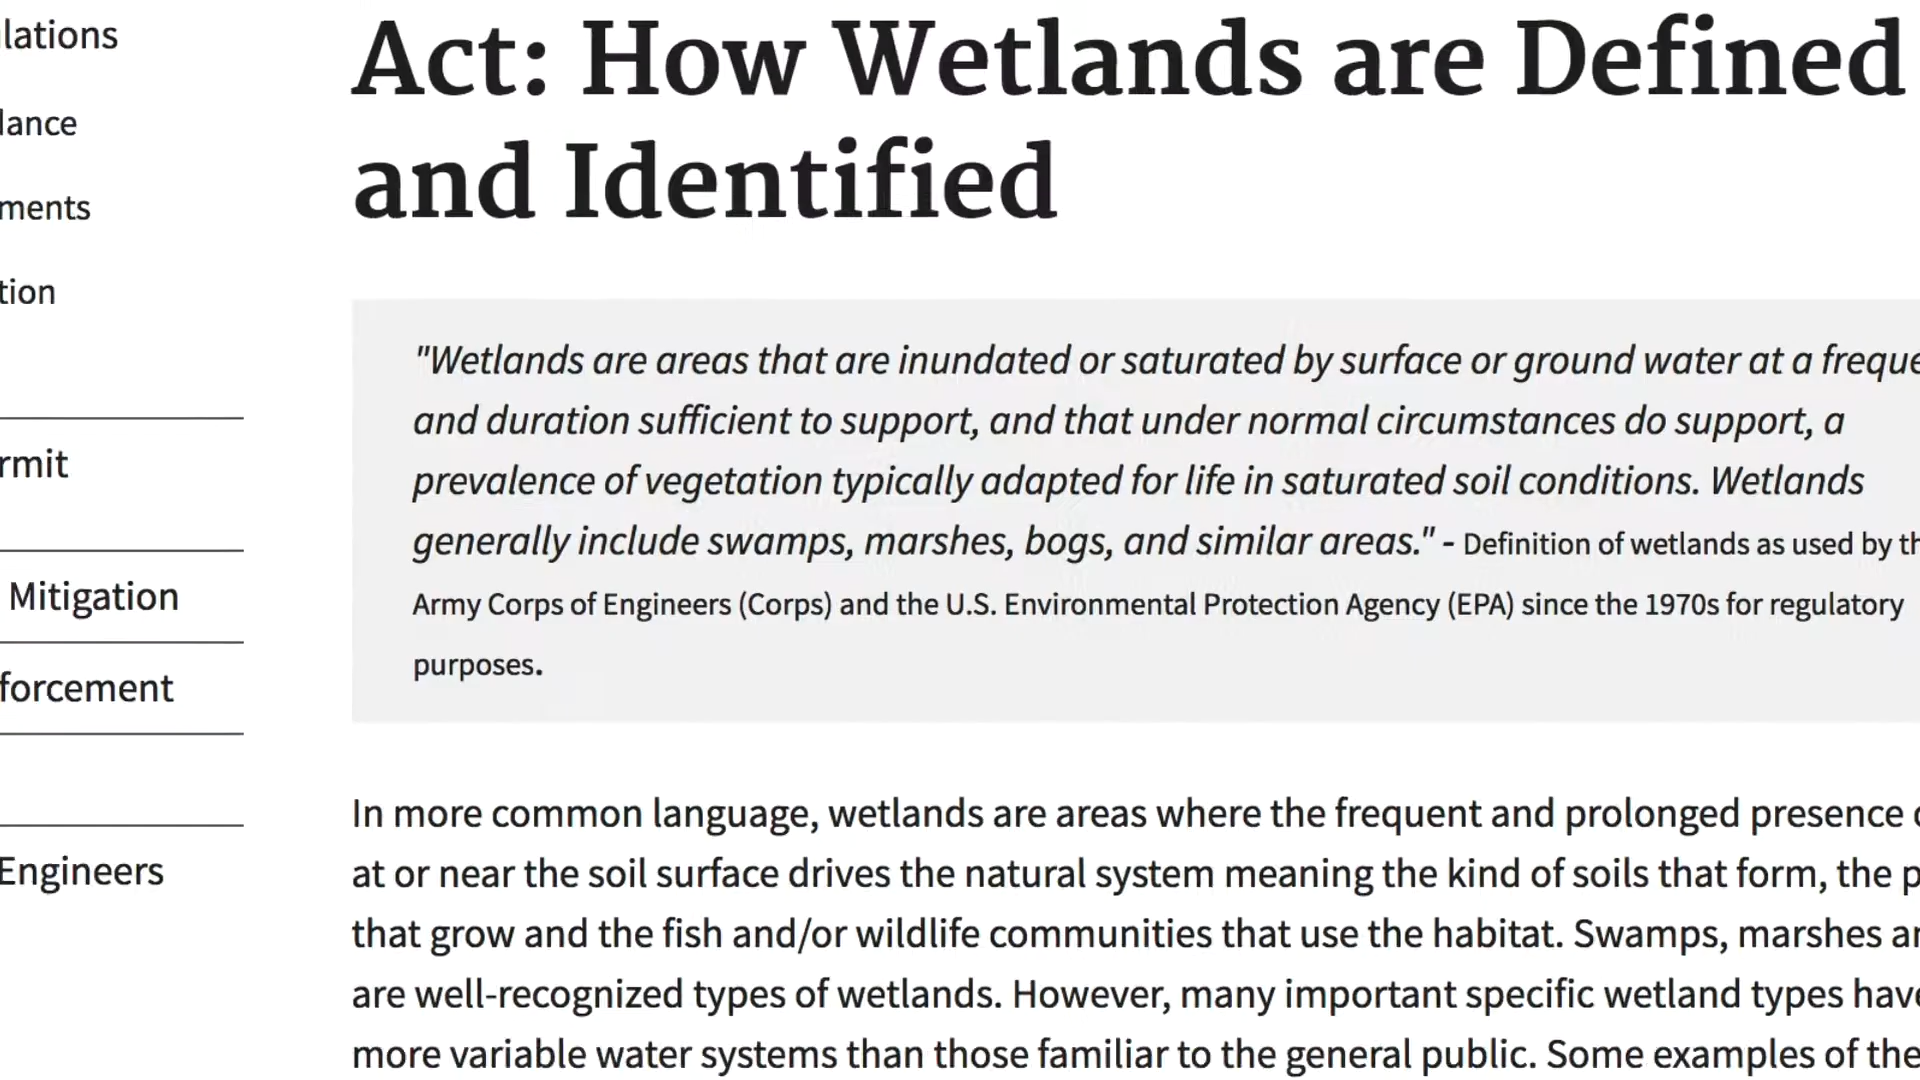 lations
lance
ments
tion
rmit
Mitigation
forcement
Engineers
Act: How Wetlands are Defined
and Identified
"Wetlands are areas that are inundated or saturated by surface or ground water at a freque
and duration sufficient to support, and that under normal circumstances do support, a
prevalence of vegetation typically adapted for life in saturated soil conditions. Wetlands
generally include swamps, marshes, bogs, and similar areas." - Definition of wetlands as used by th
Army Corps of Engineers (Corps) and the U.S. Environmental Protection Agency (EPA) since the 1970s for regulatory
purposes.
In more common language, wetlands are areas where the frequent and prolonged presence
at or near the soil surface drives the natural system meaning the kind of soils that form, the p
that grow and the fish and/or wildlife communities that use the habitat. Swamps, marshes an
are well-recognized types of wetlands. However, many important specific wetland types have
more variable water systems than those familiar to the general public. Some examples of the